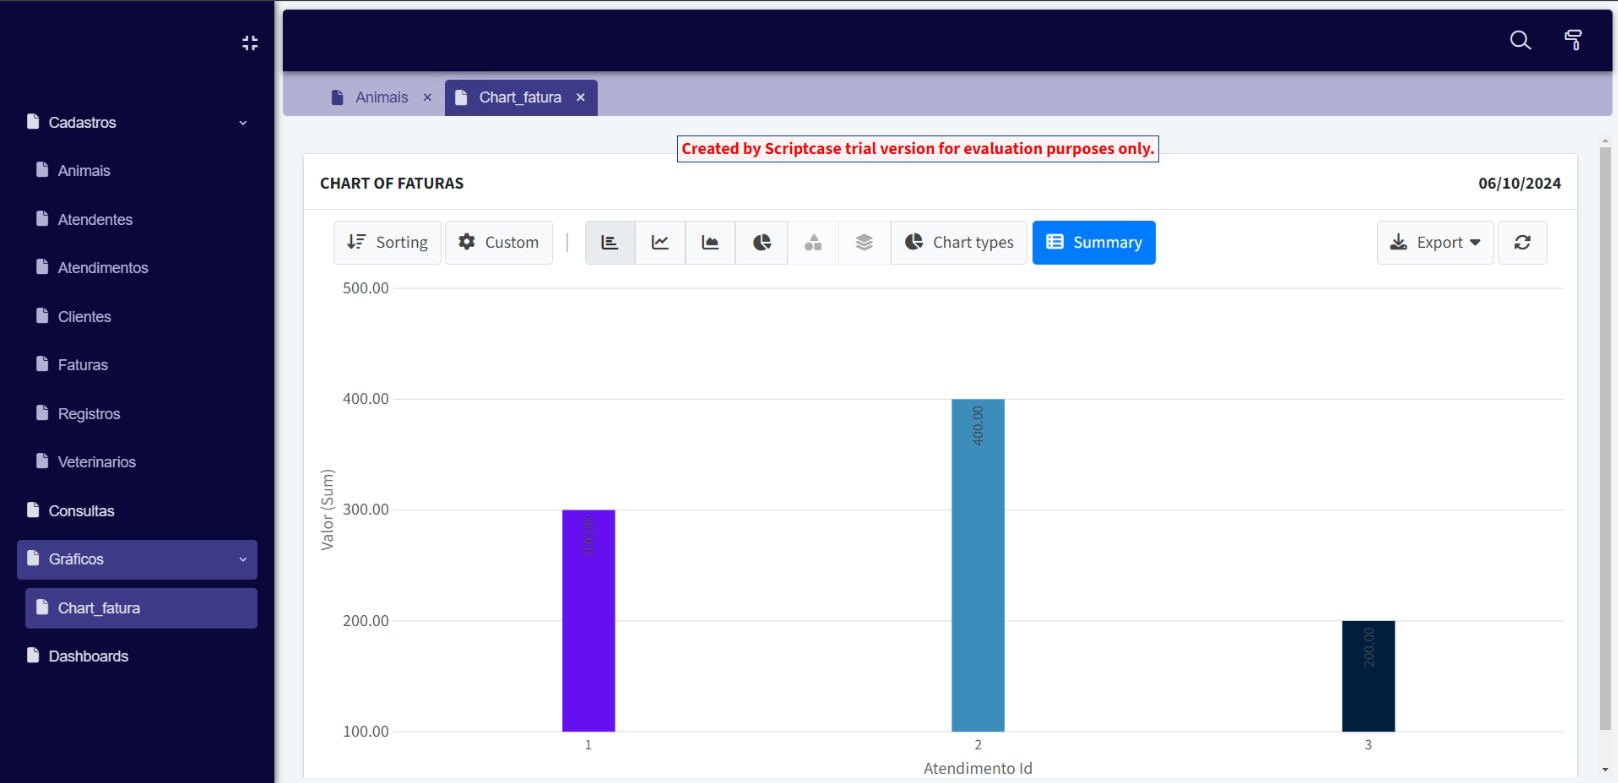 Cadastros
Animais
Atendentes
Atendimentos
Clientes
Faturas
Registros
Veterinarios
Consultas
Gráficos
Chart_fatura
Dashboards
Animais × Chart_fatura ×
Created by Scriptcase trial version for evaluation purposes only.
CHART OF FATURAS 06/10/2024
Sorting Custom Chart types Summary Export
500.00
400.00
300.00
200.00
100.00
Valor (Sum)
300.00
400.00
200.00
1 2 3
Atendimento Id